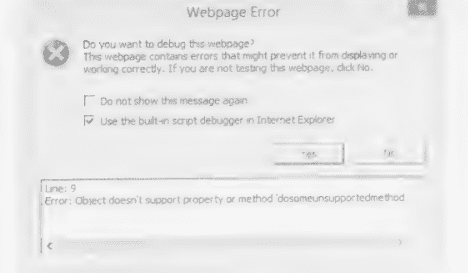 Webpage Error
Do you want to debug this webpage?
This webpage contains errors that might prevent it from displaying or
working correctly. If you are not testing this webpage, click No.
Do not show this message again
Use the built-in script debugger in Internet Explorer
Yes
No
Line: 9
Error: Object doesn't support property or method 'dosomeunsupportedmethod